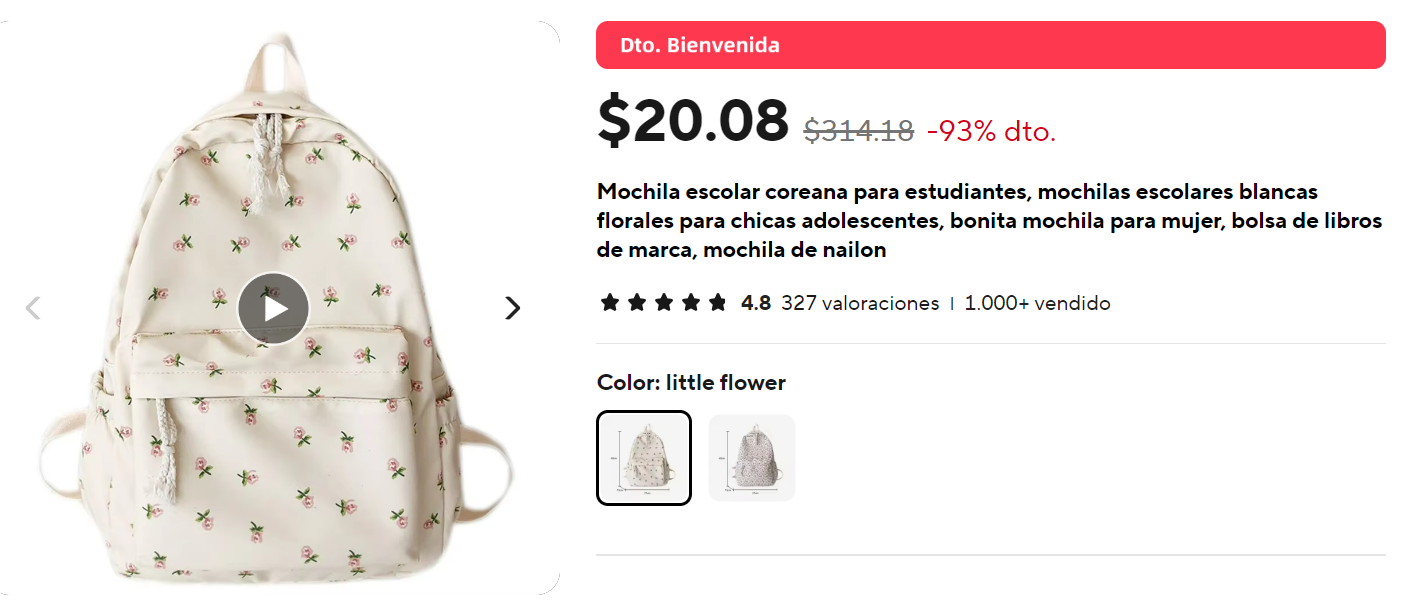 Dto. Bienvenida
$20.08 $314.18 -93% dto.
Mochila escolar coreana para estudiantes, mochilas escolares blancas
florales para chicas adolescentes, bonita mochila para mujer, bolsa de libros
de marca, mochila de nailon
4.8 327 valoraciones | 1.000+ vendido
Color: little flower